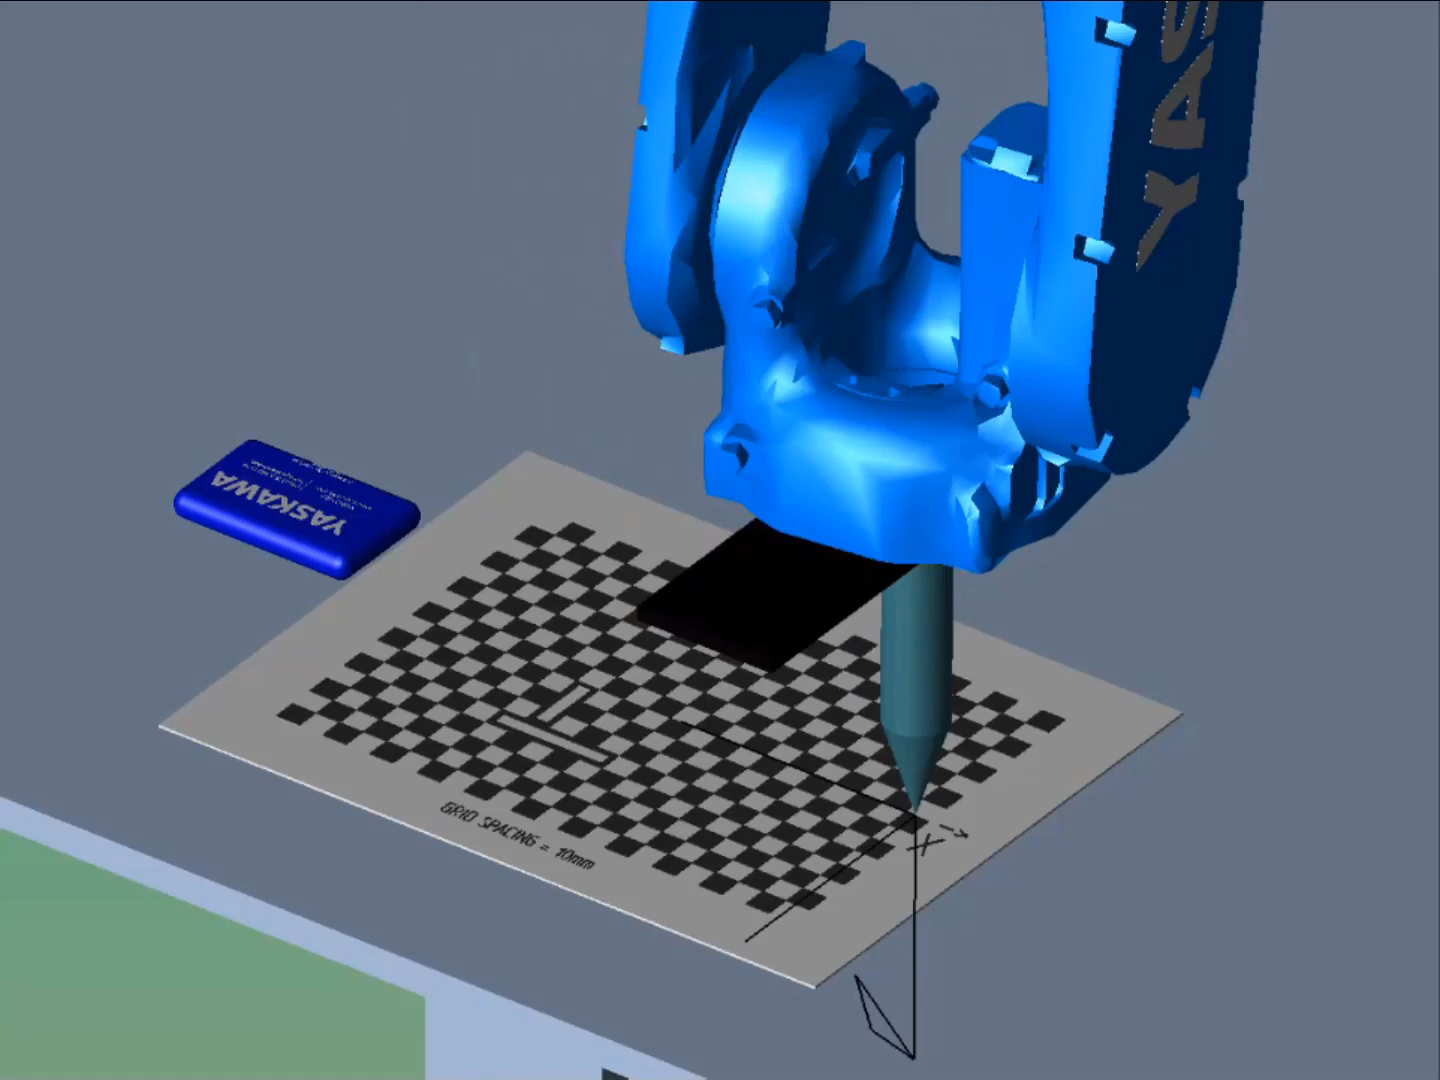 YAS
YASKAWA
GRID SPACING = 10mm
X